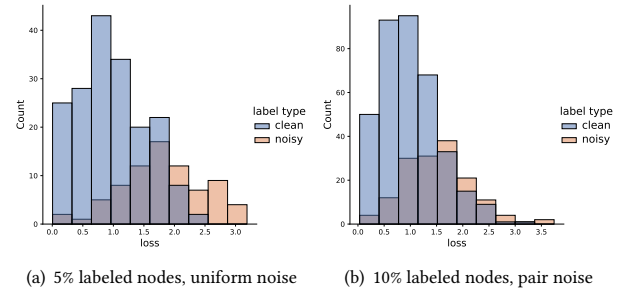 40
30
20
10
0
Count
0.0 0.5 1.0 1.5 2.0 2.5 3.0
loss
label type
clean
noisy
80
60
40
20
0
Count
0.0 0.5 1.0 1.5 2.0 2.5 3.0 3.5
loss
label type
clean
noisy
(a) 5% labeled nodes, uniform noise
(b) 10% labeled nodes, pair noise